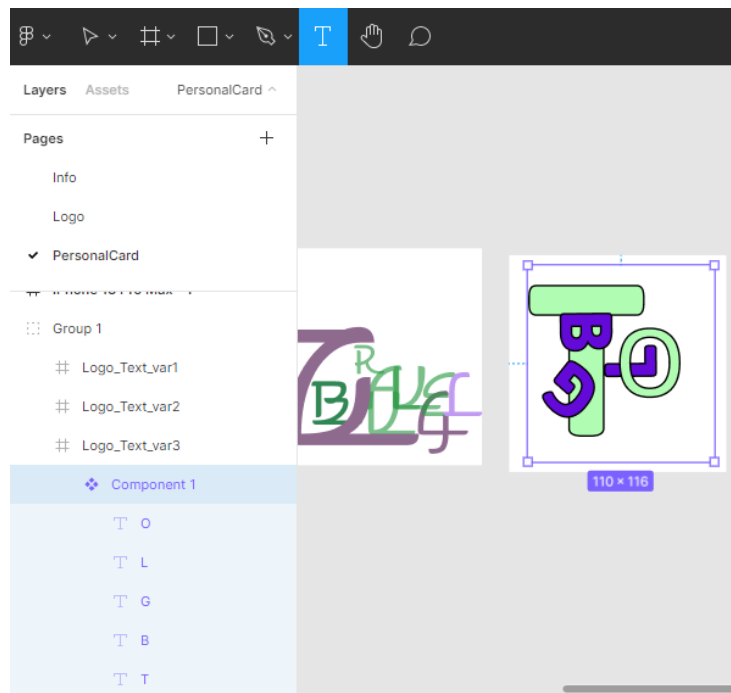 T
Layers Assets PersonalCard
Pages
Info
Logo
PersonalCard
Group 1
Logo_Text_var1
Logo_Text_var2
Logo_Text_var3
Component 1
T O
T L
T G
T B
T T
T
B
L
O
G
110 × 116